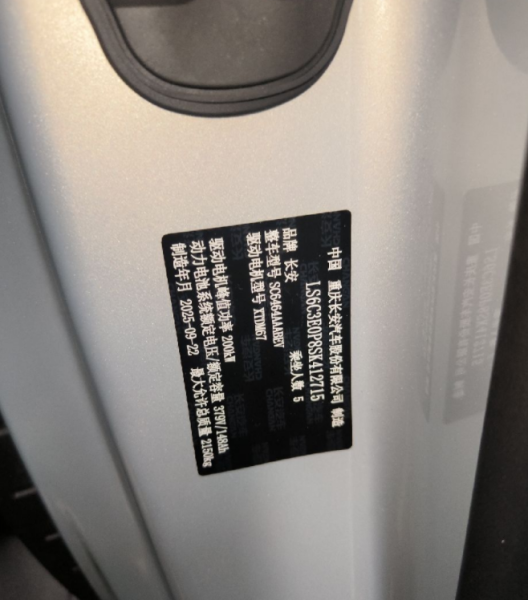 中国 重庆长安汽车股份有限公司 制造
LS6C3E0P8SK412715
品牌 长安 乘坐人数 5
整车型号 SC6464AAABEV
驱动电机型号 XTDM67
驱动电机峰值功率 200kW
动力电池系统额定电压/额定容量 379V/148Ah
制造年月 2025-09-22 最大允许总质量 2150kg